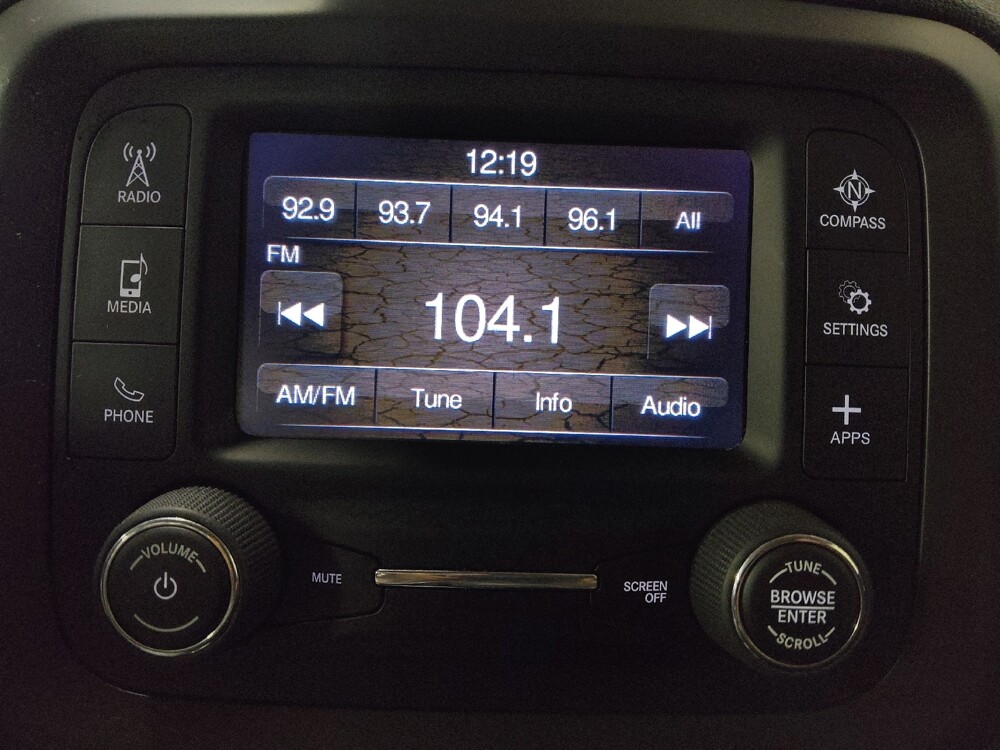 12:19
92.9 93.7 94.1 96.1 All
FM
104.1
AM/FM Tune Info Audio
RADIO
MEDIA
PHONE
N
COMPASS
SETTINGS
APPS
VOLUME
MUTE
SCREEN
OFF
TUNE
BROWSE
ENTER
SCROLL